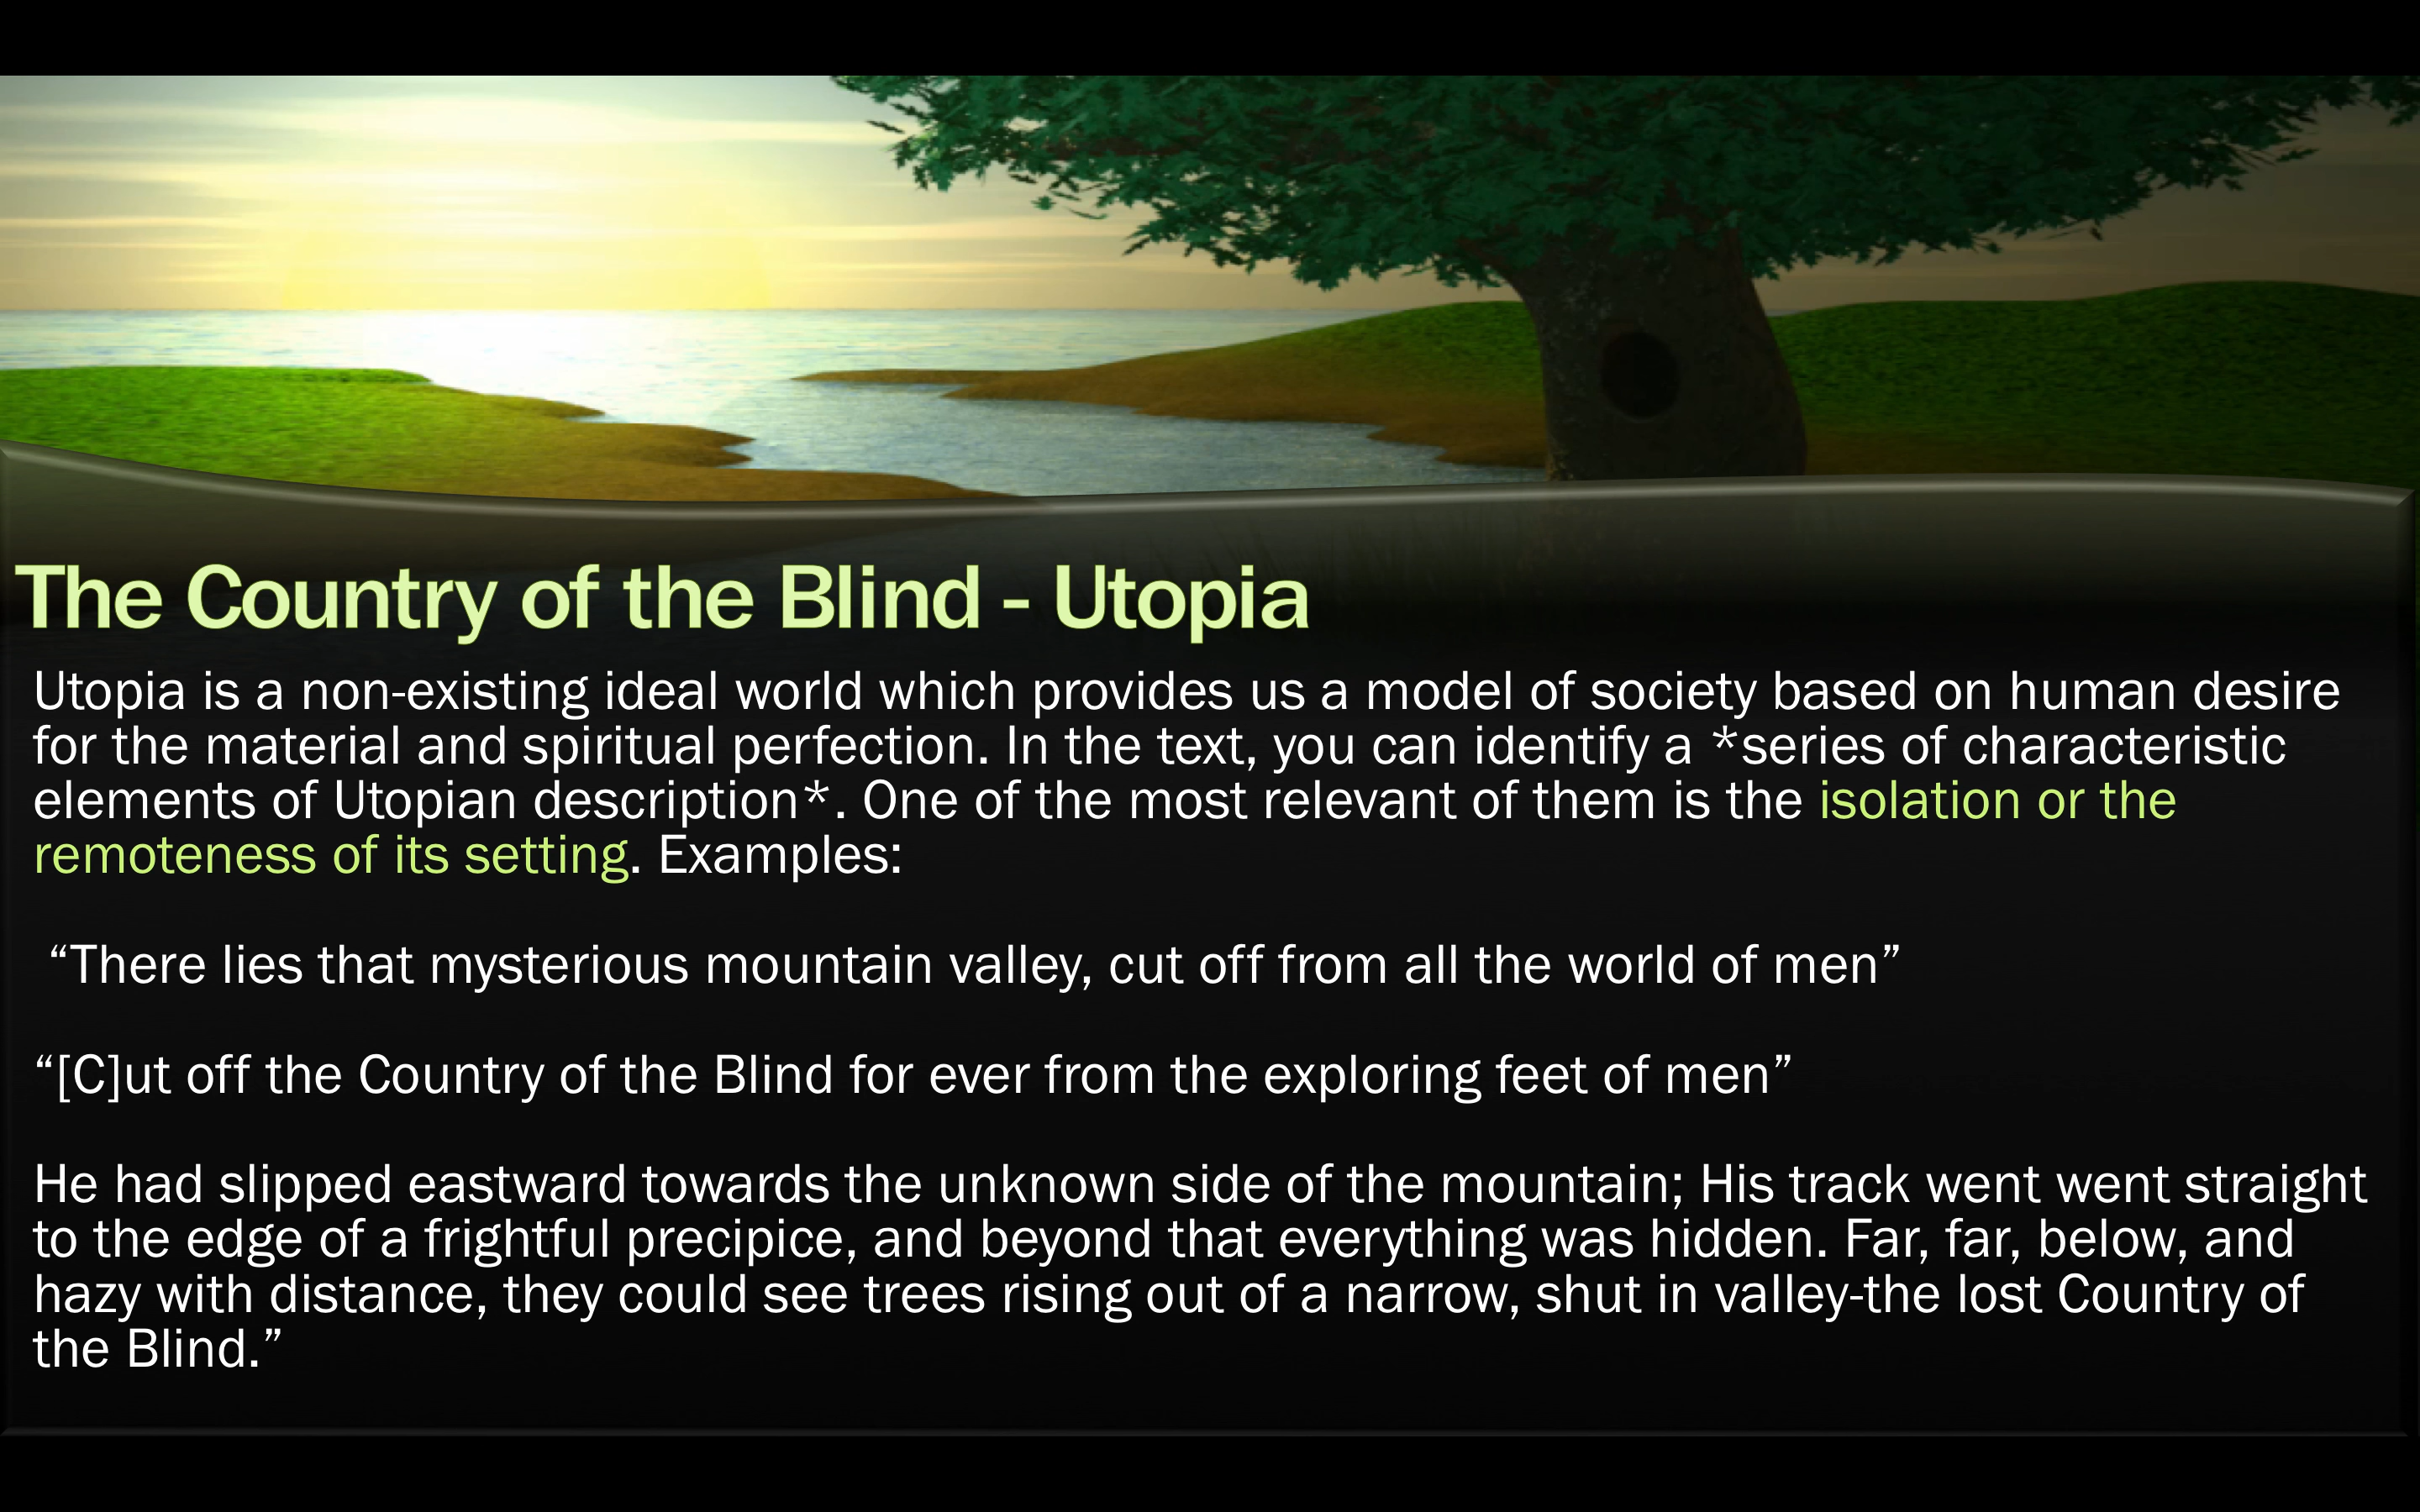 The Country of the Blind - Utopia
Utopia is a non-existing ideal world which provides us a model of society based on human desire
for the material and spiritual perfection. In the text, you can identify a *series of characteristic
elements of Utopian description*. One of the most relevant of them is the isolation or the
remoteness of its setting. Examples:
“There lies that mysterious mountain valley, cut off from all the world of men”
“[C]ut off the Country of the Blind for ever from the exploring feet of men”
He had slipped eastward towards the unknown side of the mountain; His track went went straight
to the edge of a frightful precipice, and beyond that everything was hidden. Far, far, below, and
hazy with distance, they could see trees rising out of a narrow, shut in valley-the lost Country of
the Blind.”